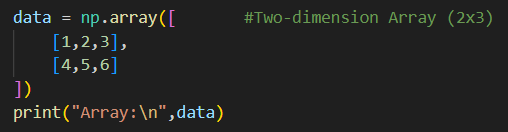 data = np.array([        #Two-dimension Array (2x3)
    [1,2,3],
    [4,5,6]
])
print("Array:\n",data)